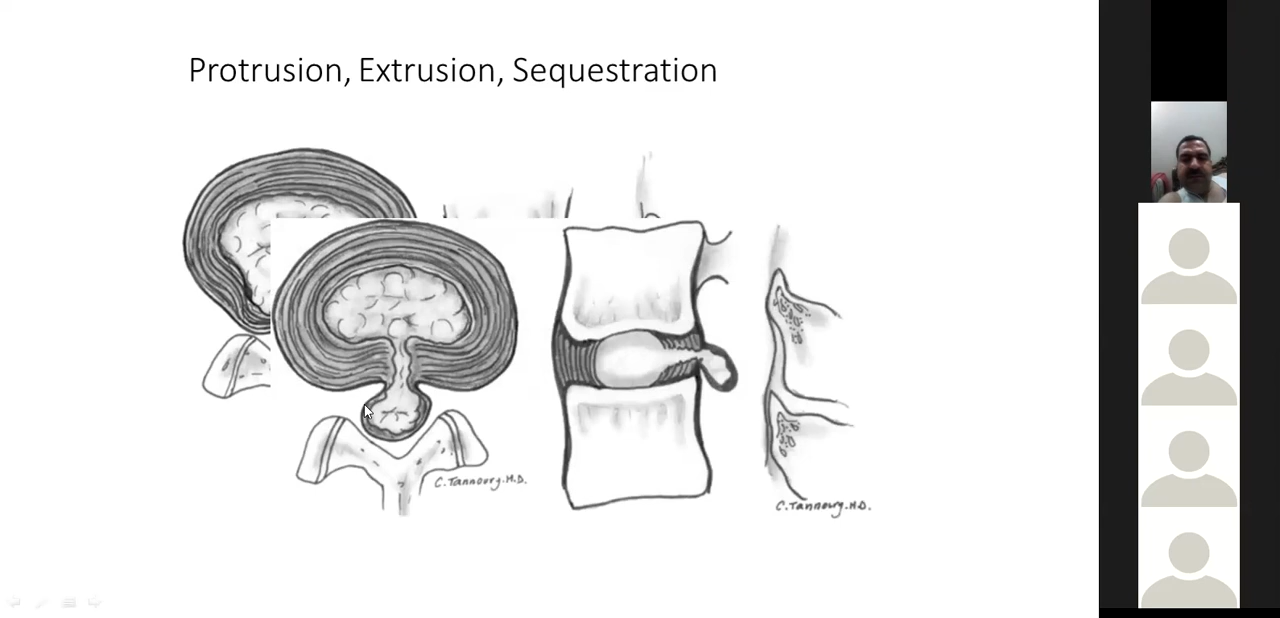 Protrusion, Extrusion, Sequestration
C. Tannoury. M.D.
C. Tannoury. M.D.